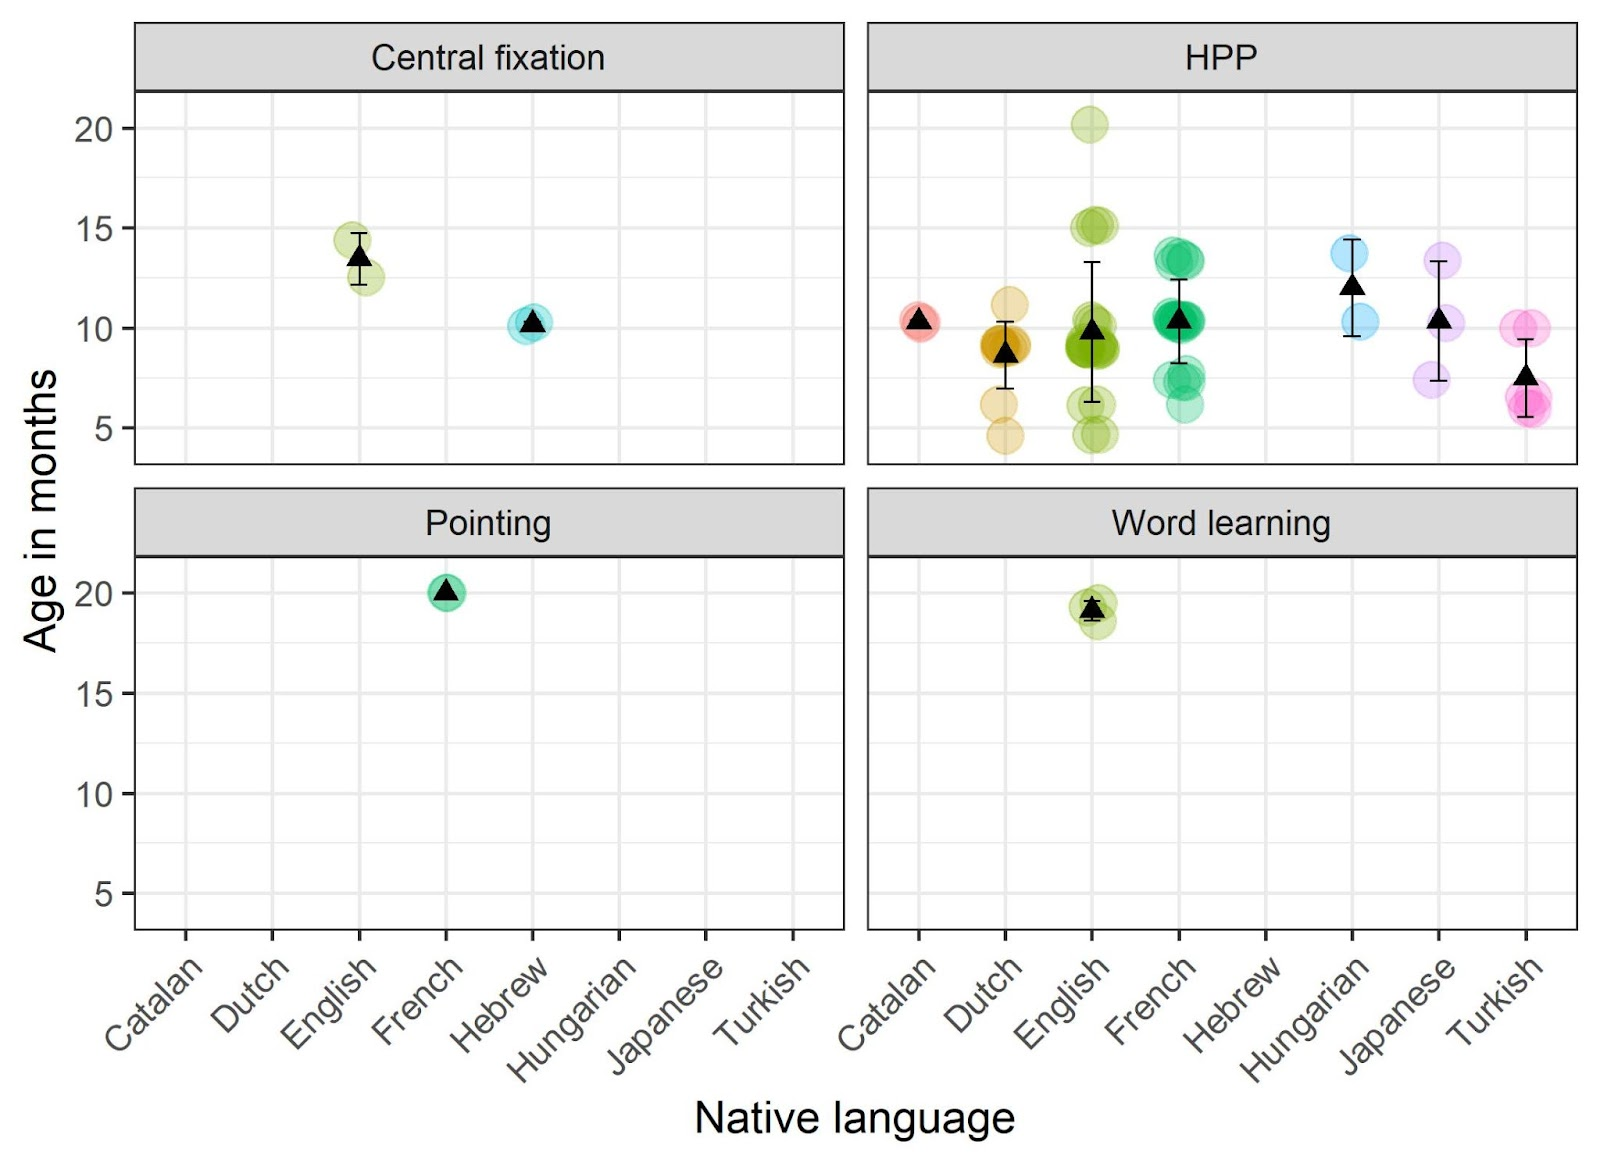 Central fixation
HPP
20
15
10
5
Pointing
Word learning
20
15
10
5
Age in months
Catalan
Dutch
English
French
Hebrew
Hungarian
Japanese
Turkish
Catalan
Dutch
English
French
Hebrew
Hungarian
Japanese
Turkish
Native language